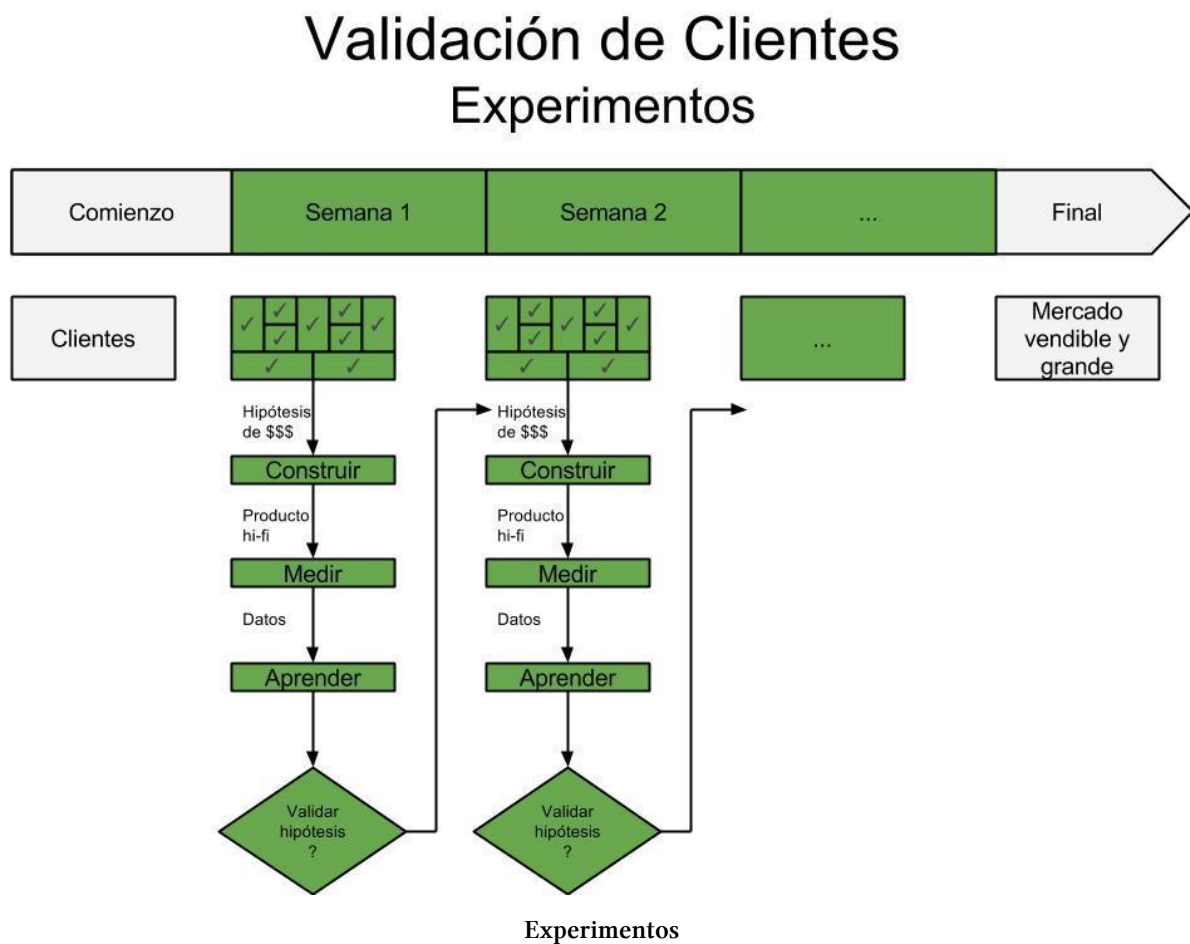 Validación de Clientes
Experimentos
Comienzo
Semana 1
Semana 2
...
Final
Clientes
✓ ✓ ✓ ✓ ✓
✓ ✓
✓ ✓
✓ ✓ ✓ ✓ ✓
✓ ✓
✓ ✓
...
Mercado
vendible y
grande
Hipótesis
de $$$
Construir
Producto
hi-fi
Medir
Datos
Aprender
Validar
hipótesis
?
Hipótesis
de $$$
Construir
Producto
hi-fi
Medir
Datos
Aprender
Validar
hipótesis
?
Experimentos